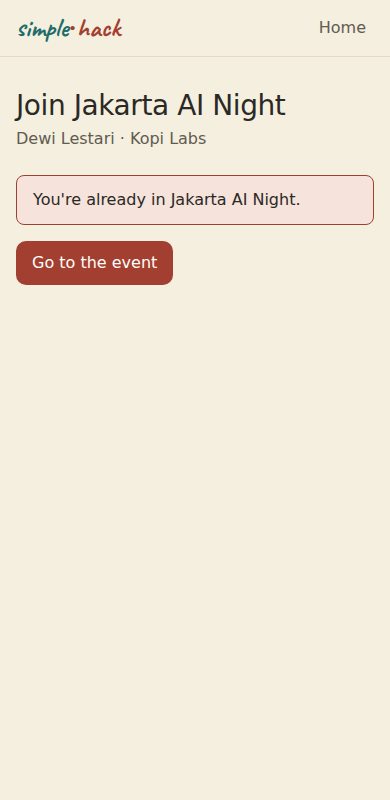 simple·hack
Home
Join Jakarta AI Night
Dewi Lestari · Kopi Labs
You're already in Jakarta AI Night.
Go to the event